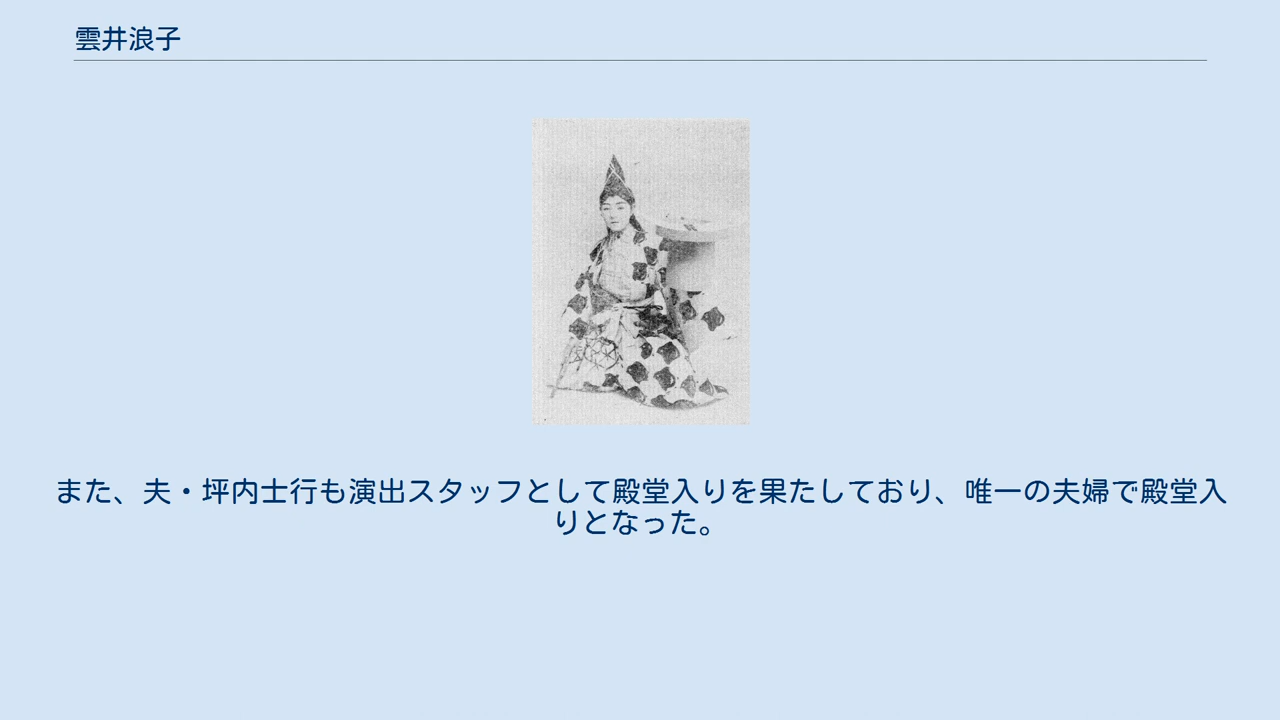 雲井浪子
また、夫・坪内士行も演出スタッフとして殿堂入りを果たしており、唯一の夫婦で殿堂入
りとなった。